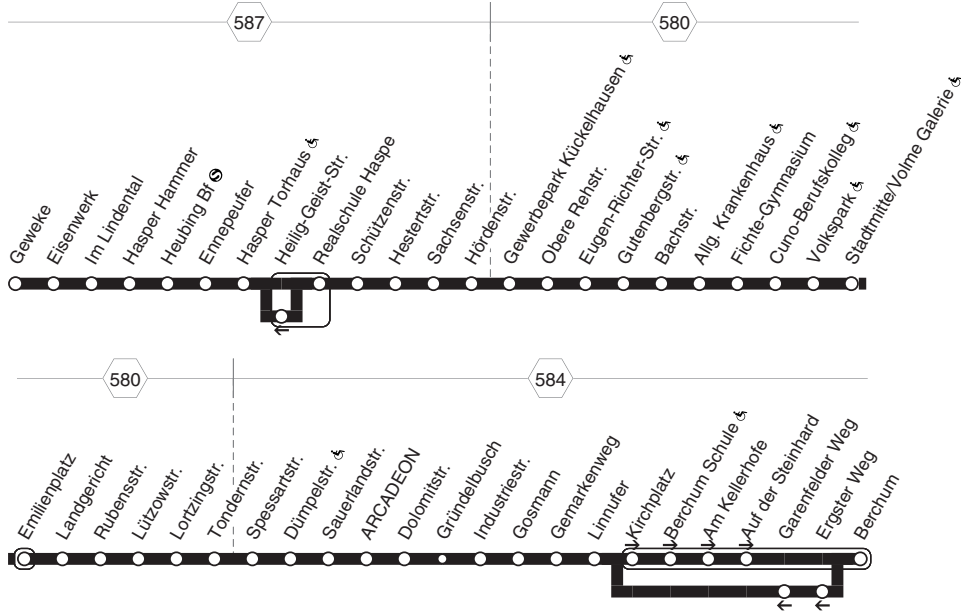 587
580
Geweke
Eisenwerk
Im Lindental
Hasper Hammer
Heubing Bf S
Ennepeufer
Hasper Torhaus
Heilig-Geist-Str.
Realschule Haspe
Schützenstr.
Hestertstr.
Sachsenstr.
Hördenstr.
Gewerbepark Kückelhausen
Obere Rehstr.
Eugen-Richter-Str.
Gutenbergstr.
Bachstr.
Allg. Krankenhaus
Fichte-Gymnasium
Cuno-Berufskolleg
Volkspark
Stadtmitte/Volme Galerie
580
584
Emilienplatz
Landgericht
Rubensstr.
Lützowstr.
Lortzingstr.
Tondernstr.
Spessartstr.
Dümpelstr.
Sauerlandstr.
ARCADEON
Dolomitstr.
Gründelbusch
Industriestr.
Gosmann
Gemarkenweg
Linnufer
Kirchplatz
Berchum Schule
Am Kellerhofe
Auf der Steinhard
Garenfelder Weg
Ergster Weg
Berchum